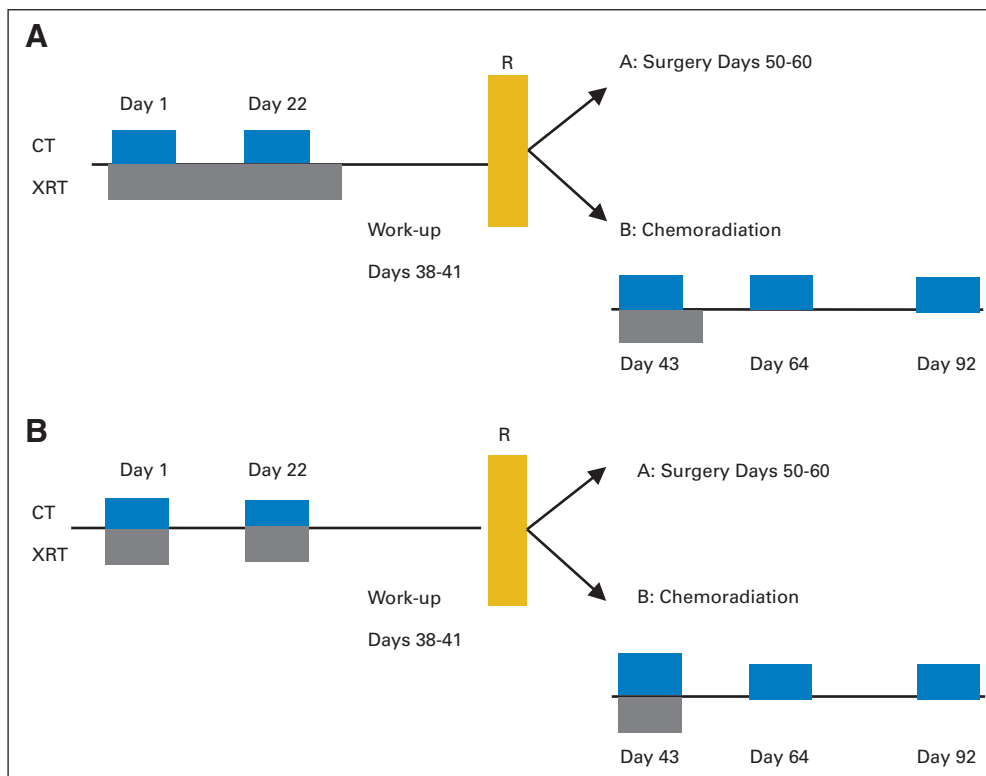 A
R
A: Surgery Days 50-60
Day 1 Day 22
CT
XRT
Work-up
Days 38-41
B: Chemoradiation
Day 43 Day 64 Day 92
B
R
Day 1 Day 22
A: Surgery Days 50-60
CT
XRT
Work-up
Days 38-41
B: Chemoradiation
Day 43 Day 64 Day 92